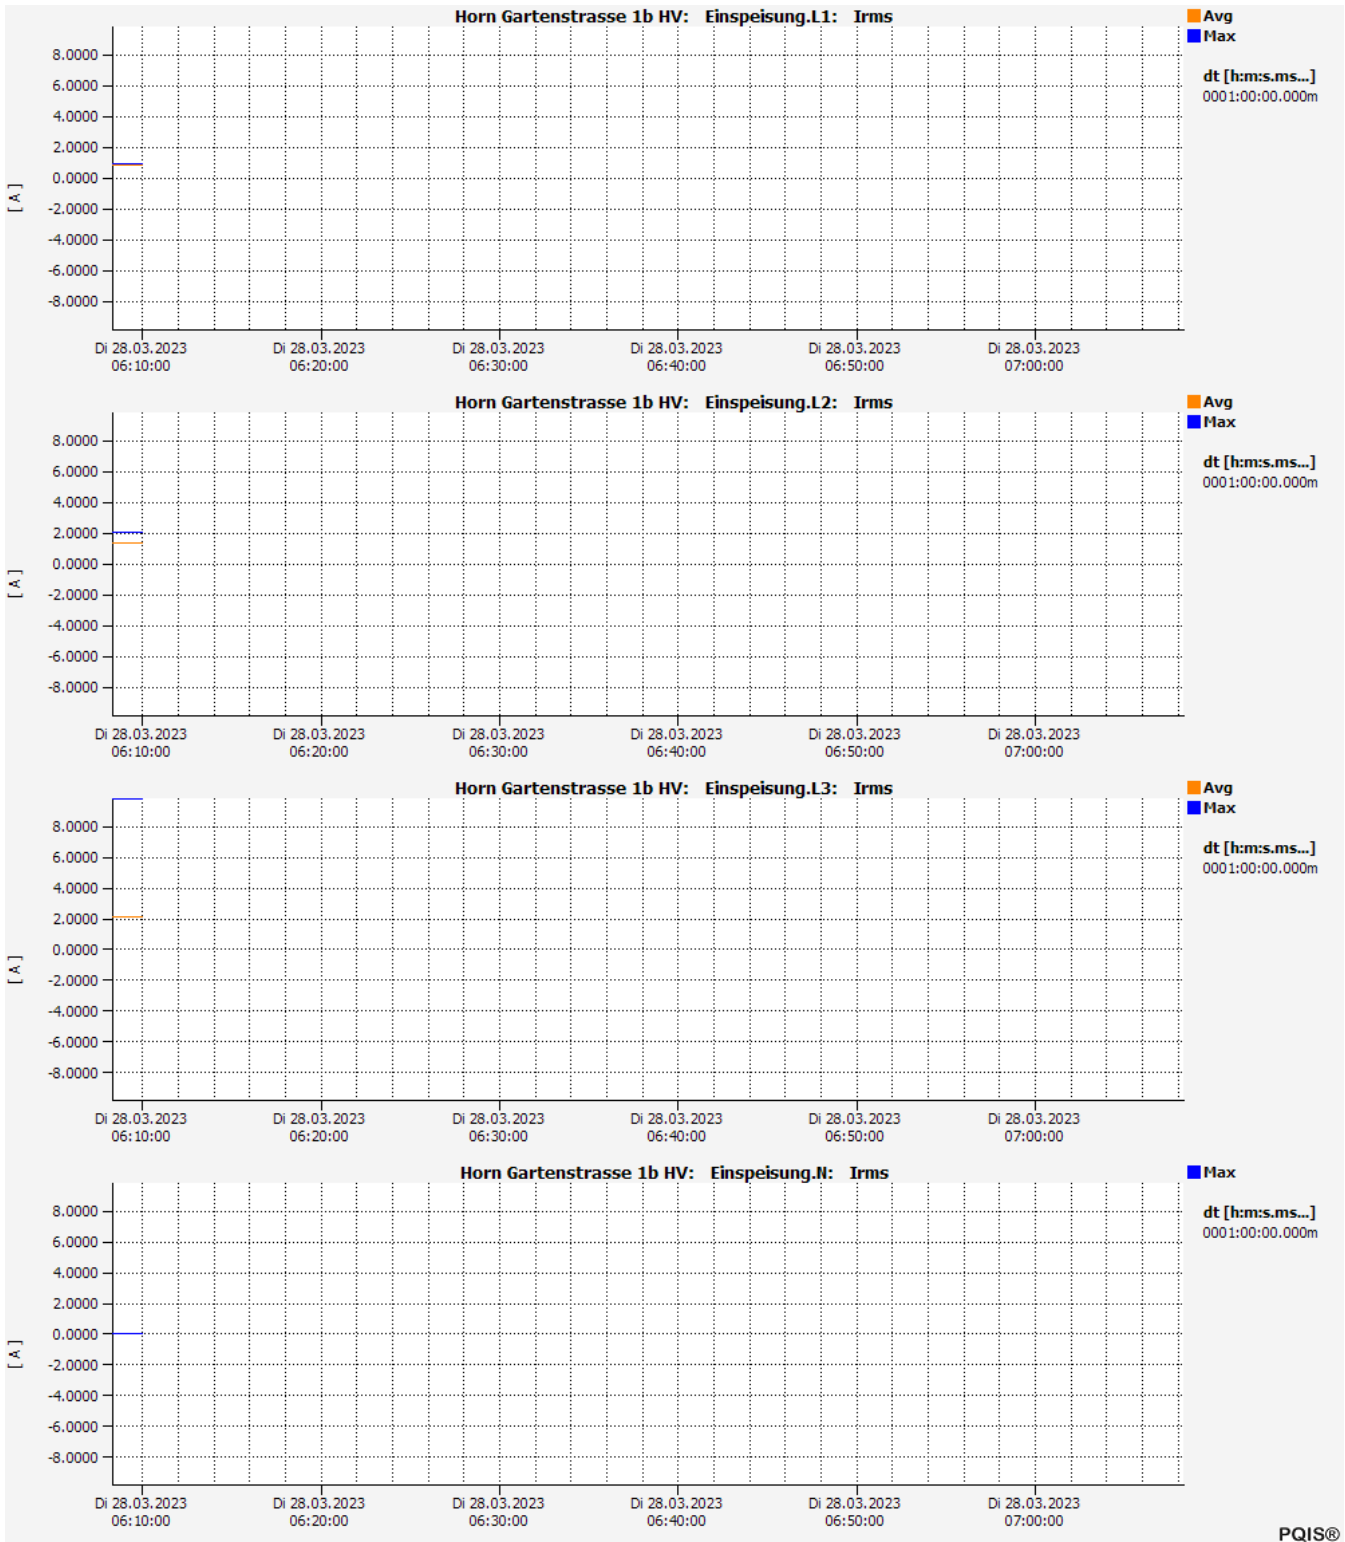 Horn Gartenstrasse 1b HV: Einspeisung.L1: Irms
Avg
Max
dt [h:m:s.ms...]
0001:00:00.000m
8.0000
6.0000
4.0000
2.0000
0.0000
-2.0000
-4.0000
-6.0000
-8.0000
[ A ]
Di 28.03.2023 Di 28.03.2023 Di 28.03.2023 Di 28.03.2023 Di 28.03.2023 Di 28.03.2023
06:10:00 06:20:00 06:30:00 06:40:00 06:50:00 07:00:00
Horn Gartenstrasse 1b HV: Einspeisung.L2: Irms
Avg
Max
dt [h:m:s.ms...]
0001:00:00.000m
8.0000
6.0000
4.0000
2.0000
0.0000
-2.0000
-4.0000
-6.0000
-8.0000
[ A ]
Di 28.03.2023 Di 28.03.2023 Di 28.03.2023 Di 28.03.2023 Di 28.03.2023 Di 28.03.2023
06:10:00 06:20:00 06:30:00 06:40:00 06:50:00 07:00:00
Horn Gartenstrasse 1b HV: Einspeisung.L3: Irms
Avg
Max
dt [h:m:s.ms...]
0001:00:00.000m
8.0000
6.0000
4.0000
2.0000
0.0000
-2.0000
-4.0000
-6.0000
-8.0000
[ A ]
Di 28.03.2023 Di 28.03.2023 Di 28.03.2023 Di 28.03.2023 Di 28.03.2023 Di 28.03.2023
06:10:00 06:20:00 06:30:00 06:40:00 06:50:00 07:00:00
Horn Gartenstrasse 1b HV: Einspeisung.N: Irms
Max
dt [h:m:s.ms...]
0001:00:00.000m
8.0000
6.0000
4.0000
2.0000
0.0000
-2.0000
-4.0000
-6.0000
-8.0000
[ A ]
Di 28.03.2023 Di 28.03.2023 Di 28.03.2023 Di 28.03.2023 Di 28.03.2023 Di 28.03.2023
06:10:00 06:20:00 06:30:00 06:40:00 06:50:00 07:00:00
PQIS®